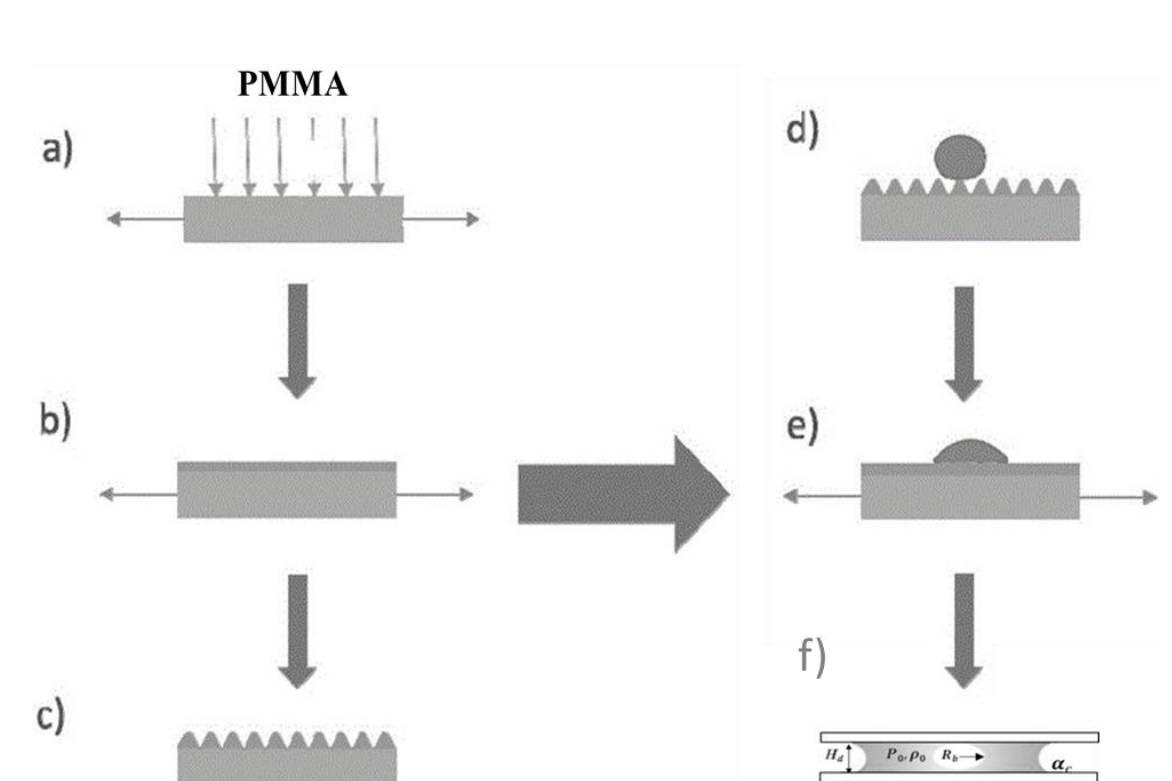 PMMA
a)
b)
c)
d)
e)
f)
H_d P_0,ρ_0 R_b α_c